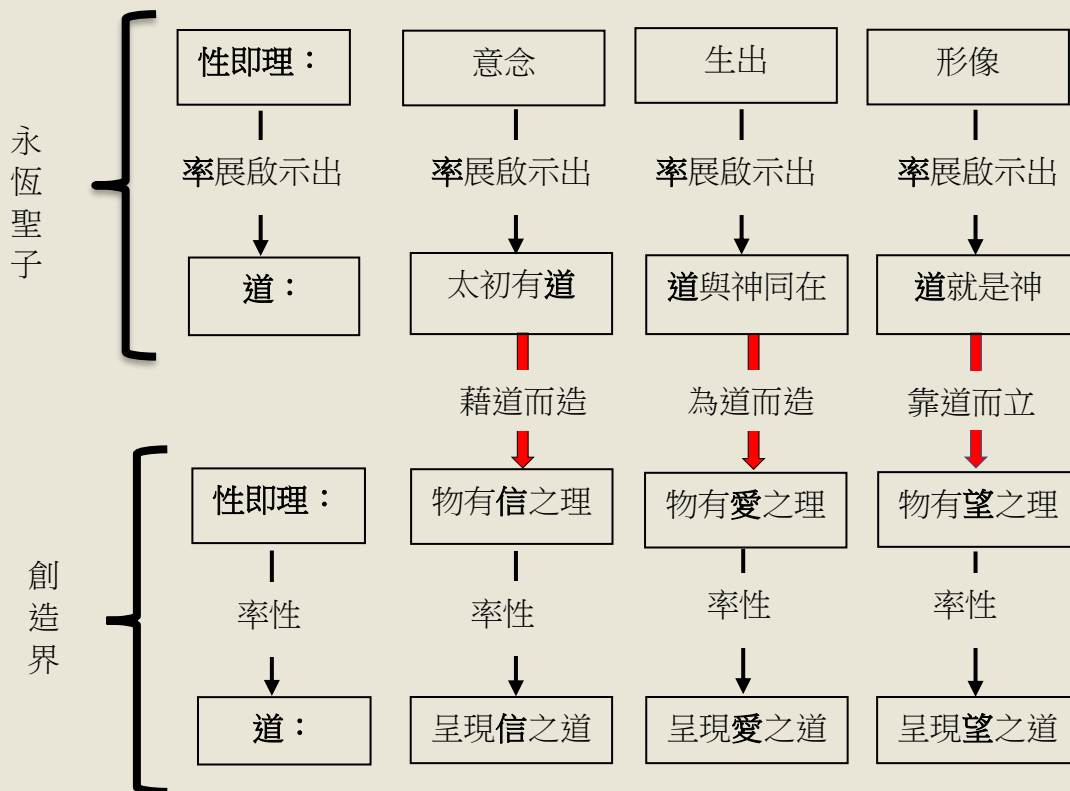 永恆聖子
性即理： 意念 生出 形像
率展啟示出 率展啟示出 率展啟示出 率展啟示出
道： 太初有道 道與神同在 道就是神
藉道而造 為道而造 靠道而立
創造界
性即理： 物有信之理 物有愛之理 物有望之理
率性 率性 率性 率性
道： 呈現信之道 呈現愛之道 呈現望之道